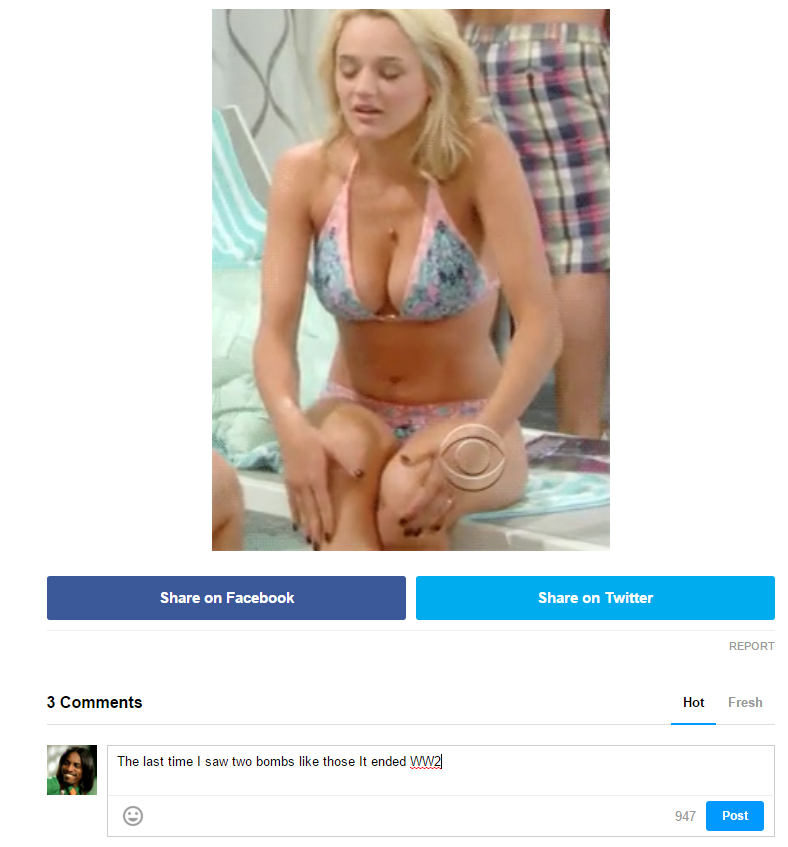 Share on Facebook
Share on Twitter
REPORT
3 Comments
Hot
Fresh
The last time I saw two bombs like those It ended WW2
947
Post